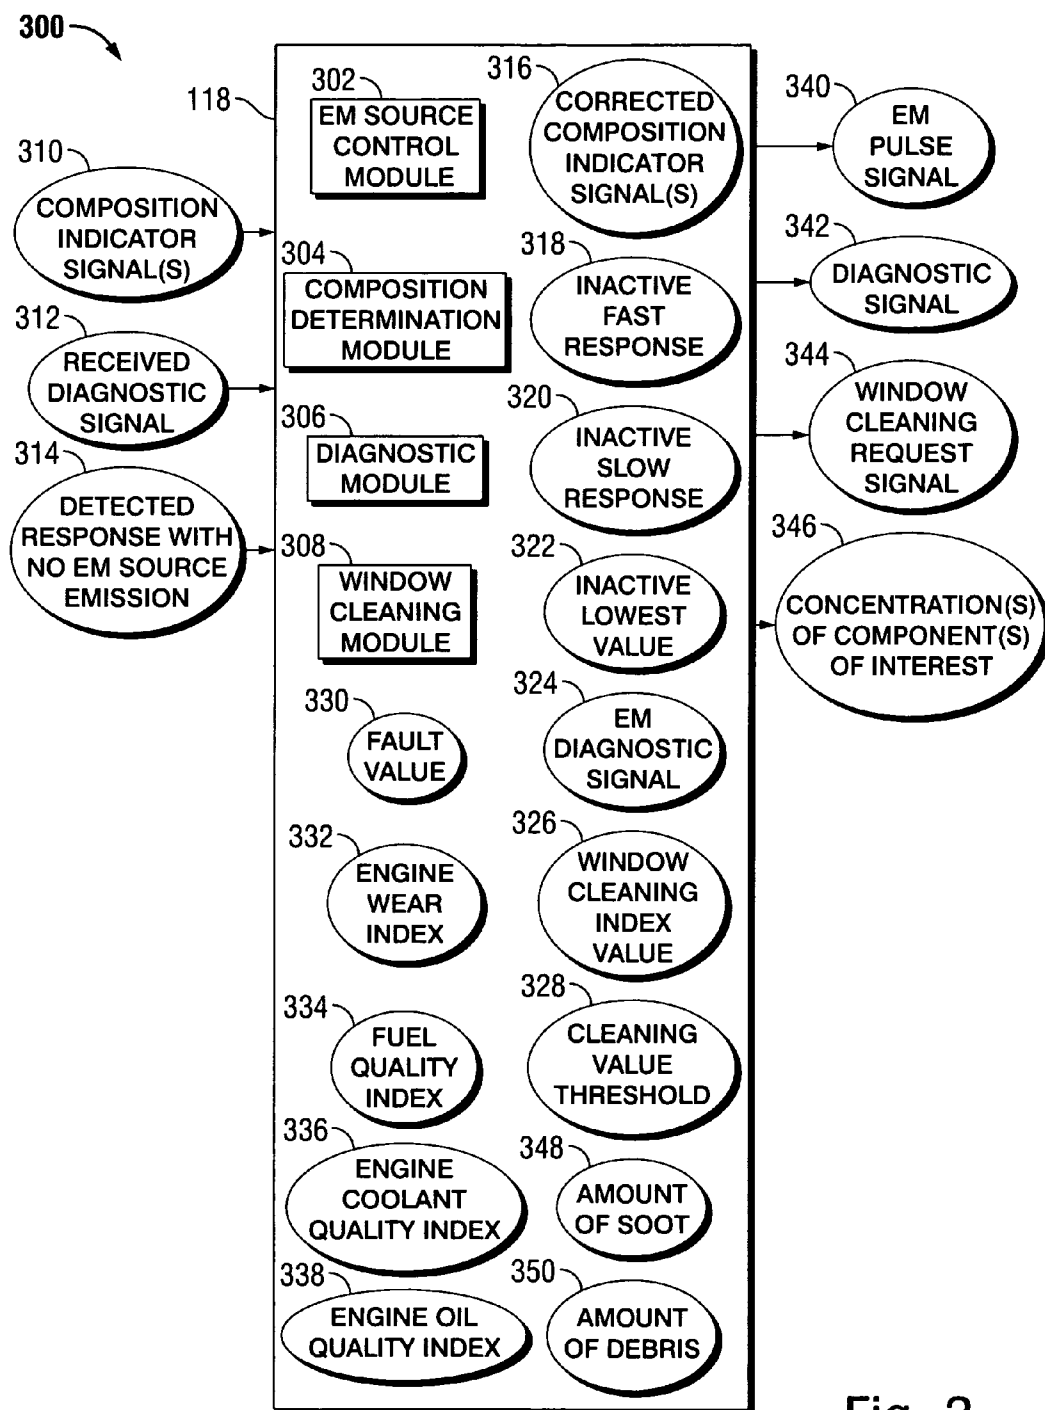 300
118
310
COMPOSITION
INDICATOR
SIGNAL(S)
312
RECEIVED
DIAGNOSTIC
SIGNAL
314
DETECTED
RESPONSE WITH
NO EM SOURCE
EMISSION
302
EM SOURCE
CONTROL
MODULE
304
COMPOSITION
DETERMINATION
MODULE
306
DIAGNOSTIC
MODULE
308
WINDOW
CLEANING
MODULE
330
FAULT
VALUE
332
ENGINE
WEAR
INDEX
334
FUEL
QUALITY
INDEX
336
ENGINE
COOLANT
QUALITY INDEX
338
ENGINE OIL
QUALITY INDEX
316
CORRECTED
COMPOSITION
INDICATOR
SIGNAL(S)
318
INACTIVE
FAST
RESPONSE
320
INACTIVE
SLOW
RESPONSE
322
INACTIVE
LOWEST
VALUE
324
EM
DIAGNOSTIC
SIGNAL
326
WINDOW
CLEANING
INDEX
VALUE
328
CLEANING
VALUE
THRESHOLD
348
AMOUNT
OF SOOT
350
AMOUNT
OF DEBRIS
340
EM
PULSE
SIGNAL
342
DIAGNOSTIC
SIGNAL
344
WINDOW
CLEANING
REQUEST
SIGNAL
346
CONCENTRATION(S)
OF COMPONENT(S)
OF INTEREST
Fig.